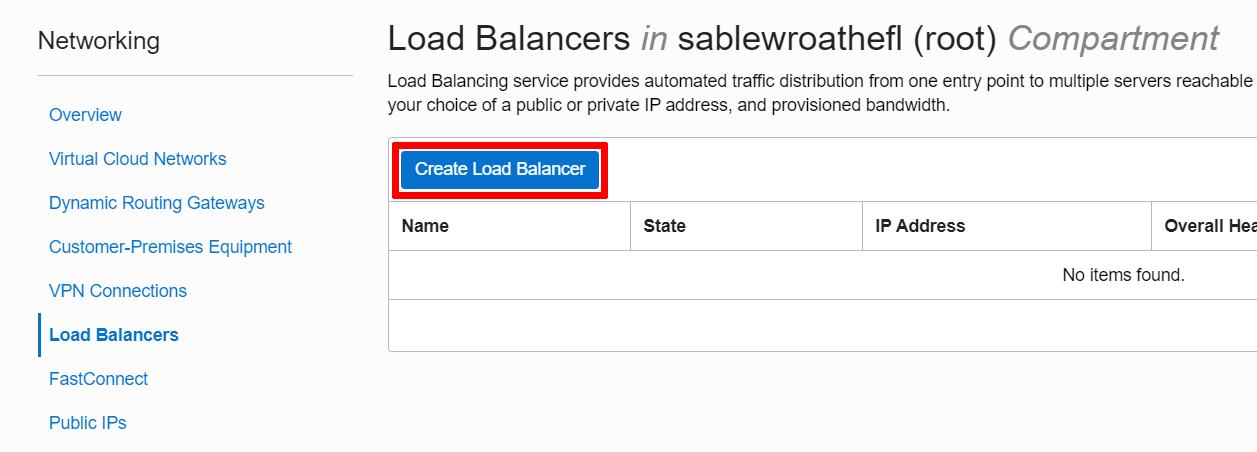 Networking
Overview
Virtual Cloud Networks
Dynamic Routing Gateways
Customer-Premises Equipment
VPN Connections
Load Balancers
FastConnect
Public IPs
Load Balancers in sablewroathefl (root) Compartment
Load Balancing service provides automated traffic distribution from one entry point to multiple servers reachable
your choice of a public or private IP address, and provisioned bandwidth.
Create Load Balancer
Name State IP Address Overall Hea
No items found.